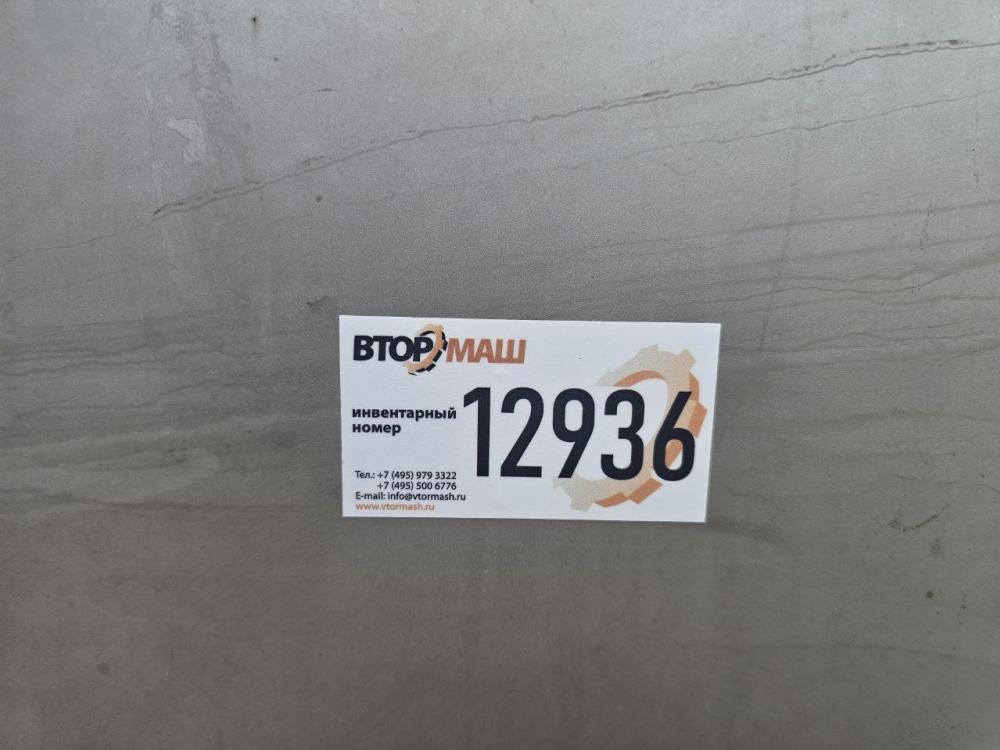 ВТОРМАШ
инвентарный
номер
12936
Тел.: +7 (495) 979 3322
+7 (495) 500 6776
E-mail: info@vtormash.ru
www.vtormash.ru